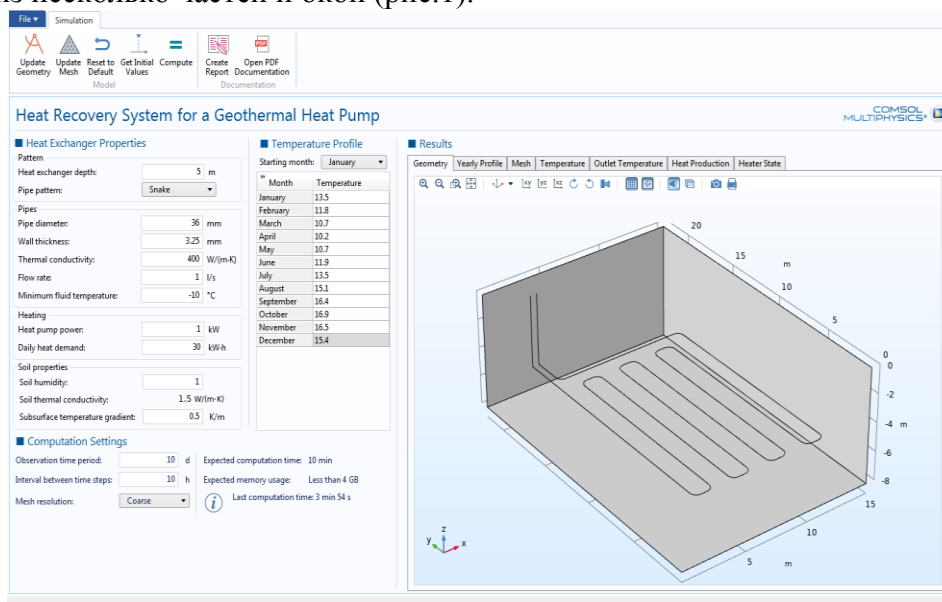 из несколько частей и окон (рис.1).
File ▾ Simulation
Update Geometry
Update Mesh
Reset to Default
Get Initial Values
Compute
Create Report
Open PDF Documentation
Model
Documentation
Heat Recovery System for a Geothermal Heat Pump
COMSOL MULTIPHYSICS®
Heat Exchanger Properties
Pattern
Heat exchanger depth: 5 m
Pipe pattern: Snake
Pipes
Pipe diameter: 36 mm
Wall thickness: 3.25 mm
Thermal conductivity: 400 W/(m·K)
Flow rate: 1 l/s
Minimum fluid temperature: -10 °C
Heating
Heat pump power: 1 kW
Daily heat demand: 30 kW·h
Soil properties
Soil humidity: 1
Soil thermal conductivity: 1.5 W/(m·K)
Subsurface temperature gradient: 0.5 K/m
Temperature Profile
Starting month: January
Month Temperature
January 13.5
February 11.8
March 10.7
April 10.2
May 10.7
June 11.9
July 13.5
August 15.1
September 16.4
October 16.9
November 16.5
December 15.4
Computation Settings
Observation time period: 10 d
Interval between time steps: 10 h
Mesh resolution: Coarse
Expected computation time: 10 min
Expected memory usage: Less than 4 GB
Last computation time: 3 min 54 s
Results
Geometry Yearly Profile Mesh Temperature Outlet Temperature Heat Production Heater State
xy yz xz
20
15
m
10
5
0
0
-2
-4 m
-6
-8
15
10
5 m
z
y x